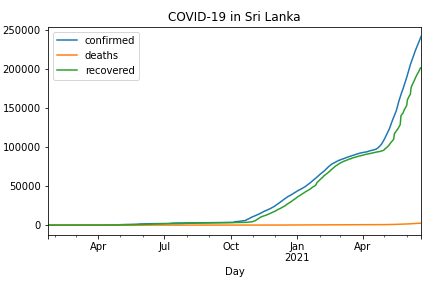 COVID-19 in Sri Lanka
confirmed
deaths
recovered
250000
200000
150000
100000
50000
0
Apr
Jul
Oct
Jan
2021
Apr
Day